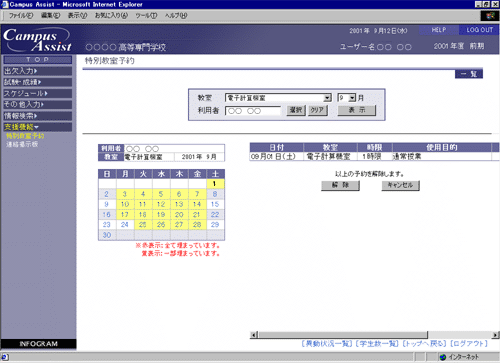 Campus Assist - Microsoft Internet Explorer
ファイル(F) 編集(E) 表示(V) お気に入り(A) ツール(T) ヘルプ(H)
Campus Assist
2001年 9月12日(水) HELP LOG OUT
〇〇〇〇高等専門学校 ユーザー名 〇〇 〇〇 2001年度 前期
TOP
出欠入力
試験・成績
スケジュール
その他入力
情報検索
支援機能
特別教室予約
連絡掲示板
INFOGRAM
特別教室予約
一 覧
教室 電子計算機室 9 月
利用者 〇〇 〇〇 選択 クリア 表 示
利用者 〇〇 〇〇
教室 電子計算機室 2001年 9月
日 月 火 水 木 金 土
1
2 3 4 5 6 7 8
9 10 11 12 13 14 15
16 17 18 19 20 21 22
23 24 25 26 27 28 29
30
※赤表示:全て埋まっています。
黄表示:一部埋まっています。
日付 教室 時限 使用目的
09月01日(土) 電子計算機室 1時限 通常授業
以上の予約を解除します。
解 除 キャンセル
[異動状況一覧] [学生数一覧] [トップへ戻る] [ログアウト]
インターネット